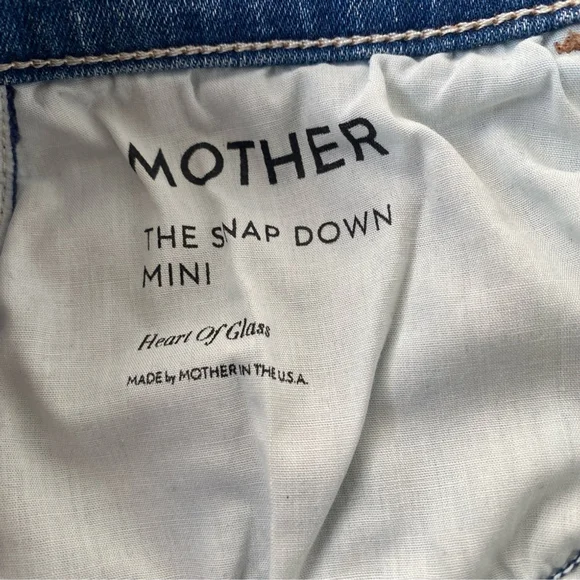 MOTHER
THE SNAP DOWN
MINI
Heart Of Glass
MADE by MOTHER IN THE U.S.A.